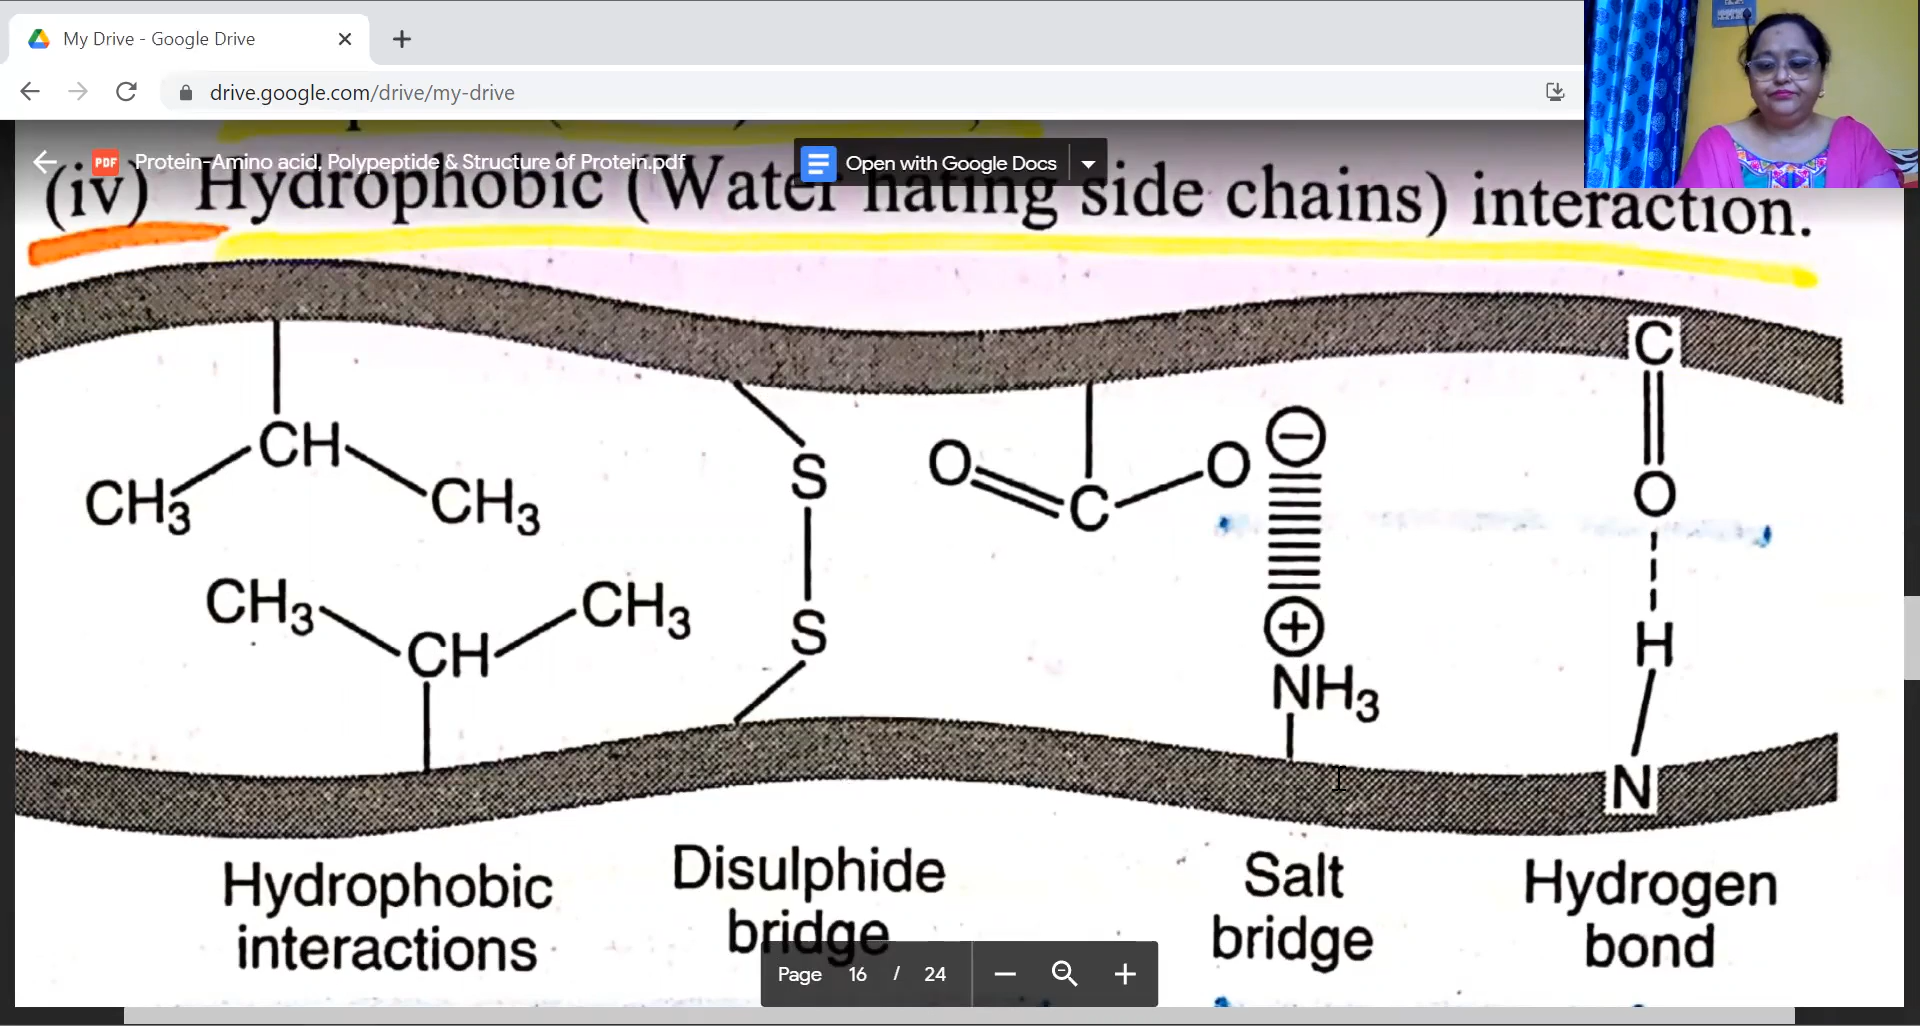 My Drive - Google Drive
drive.google.com/drive/my-drive
PDF Protein-Amino acid, Polypeptide & Structure of Protein.pdf
Open with Google Docs
(iv) Hydrophobic (Water hating side chains) interaction.
C
CH
O
CH3 CH3
S
O C O
CH3 CH CH3
S
H
NH3
N
Hydrophobic interactions
Disulphide bridge
Salt bridge
Hydrogen bond
Page 16 / 24